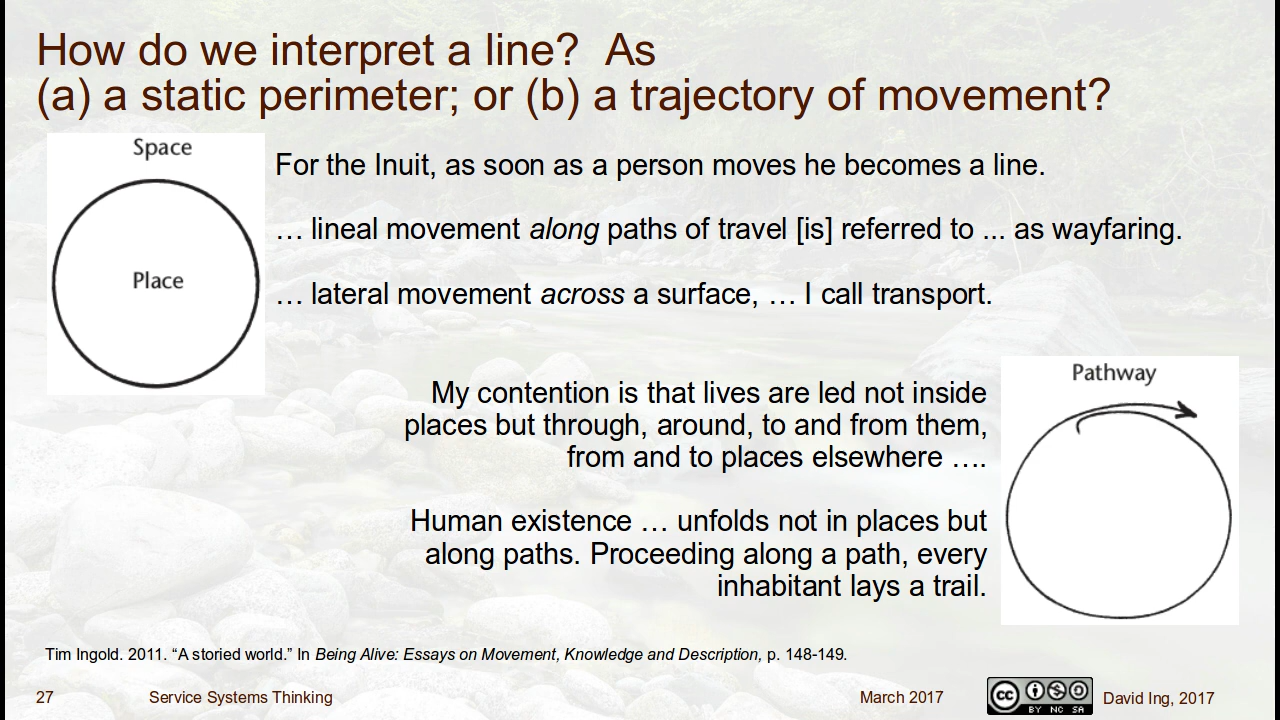 How do we interpret a line?  As
(a) a static perimeter; or (b) a trajectory of movement?
Space
Place
For the Inuit, as soon as a person moves he becomes a line.
… lineal movement along paths of travel [is] referred to ... as wayfaring.
… lateral movement across a surface, … I call transport.
My contention is that lives are led not inside
places but through, around, to and from them,
from and to places elsewhere ….
Human existence … unfolds not in places but
along paths. Proceeding along a path, every
inhabitant lays a trail.
Pathway
Tim Ingold. 2011. “A storied world.” In Being Alive: Essays on Movement, Knowledge and Description, p. 148-149.
27
Service Systems Thinking
March 2017
cc
BY NC SA
David Ing, 2017